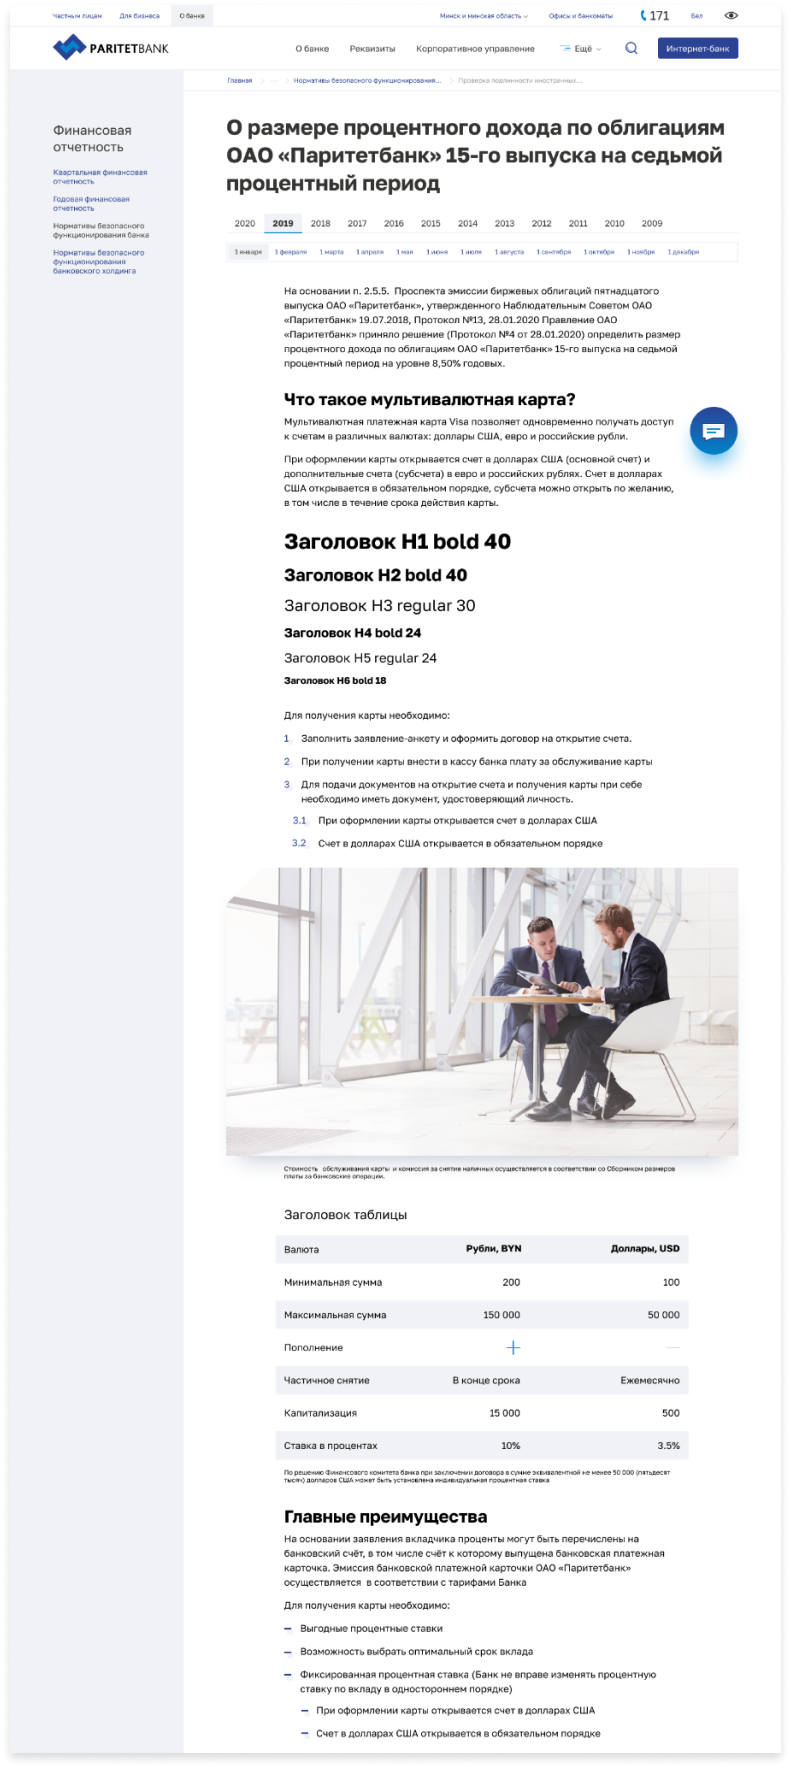 Частным лицам Для бизнеса О банке Минск и минская область Офисы и банкоматы 171 Бел
PARITETBANK О банке Реквизиты Корпоративное управление Ещё Интернет-банк
Главная ... Нормативы безопасного функционирования... Проверка подлинности иностранных...
Финансовая
отчетность
Квартальная финансовая
отчетность
Годовая финансовая
отчетность
Нормативы безопасного
функционирования банка
Нормативы безопасного
функционирования
банковского холдинга
О размере процентного дохода по облигациям
ОАО «Паритетбанк» 15-го выпуска на седьмой
процентный период
2020 2019 2018 2017 2016 2015 2014 2013 2012 2011 2010 2009
1 января 1 февраля 1 марта 1 апраля 1 мая 1 июня 1 июля 1 августа 1 сентября 1 октября 1 ноября 1 декабря
На основании п. 2.5.5. Проспекта эмиссии биржевых облигаций пятнадцатого
выпуска ОАО «Паритетбанк», утвержденного Наблюдательным Советом ОАО
«Паритетбанк» 19.07.2018, Протокол №13, 28.01.2020 Правление ОАО
«Паритетбанк» приняло решение (Протокол №4 от 28.01.2020) определить размер
процентного дохода по облигациям ОАО «Паритетбанк» 15-го выпуска на седьмой
процентный период на уровне 8,50% годовых.
Что такое мультивалютная карта?
Мультивалютная платежная карта Visa позволяет одновременно получать доступ
к счетам в различных валютах: доллары США, евро и российские рубли.
При оформлении карты открывается счет в долларах США (основной счет) и
дополнительные счета (субсчета) в евро и российских рублях. Счет в долларах
США открывается в обязательном порядке, субсчета можно открыть по желанию,
в том числе в течение срока действия карты.
Заголовок H1 bold 40
Заголовок H2 bold 40
Заголовок H3 regular 30
Заголовок H4 bold 24
Заголовок H5 regular 24
Заголовок H6 bold 18
Для получения карты необходимо:
1 Заполнить заявление-анкету и оформить договор на открытие счета.
2 При получении карты внести в кассу банка плату за обслуживание карты
3 Для подачи документов на открытие счета и получения карты при себе
необходимо иметь документ, удостоверяющий личность.
3.1 При оформлении карты открывается счет в долларах США
3.2 Счет в долларах США открывается в обязательном порядке
Стоимость обслуживания карты и комиссия за снятие наличных осуществляется в соответствии со Сборником размеров
платы за банковские операции.
Заголовок таблицы
Валюта Рубли, BYN Доллары, USD
Минимальная сумма 200 100
Максимальная сумма 150 000 50 000
Пополнение + —
Частичное снятие В конце срока Ежемесячно
Капитализация 15 000 500
Ставка в процентах 10% 3.5%
По решению Финансового комитета банка при заключении договора в сумме эквивалентной не менее 50 000 (пятьдесят
тысяч) долларов США может быть установлена индивидуальная процентная ставка
Главные преимущества
На основании заявления вкладчика проценты могут быть перечислены на
банковский счёт, в том числе счёт к которому выпущена банковская платежная
карточка. Эмиссия банковской платежной карточки ОАО «Паритетбанк»
осуществляется в соответствии с тарифами Банка
Для получения карты необходимо:
– Выгодные процентные ставки
– Возможность выбрать оптимальный срок вклада
– Фиксированная процентная ставка (Банк не вправе изменять процентную
ставку по вкладу в одностороннем порядке)
– При оформлении карты открывается счет в долларах США
– Счет в долларах США открывается в обязательном порядке